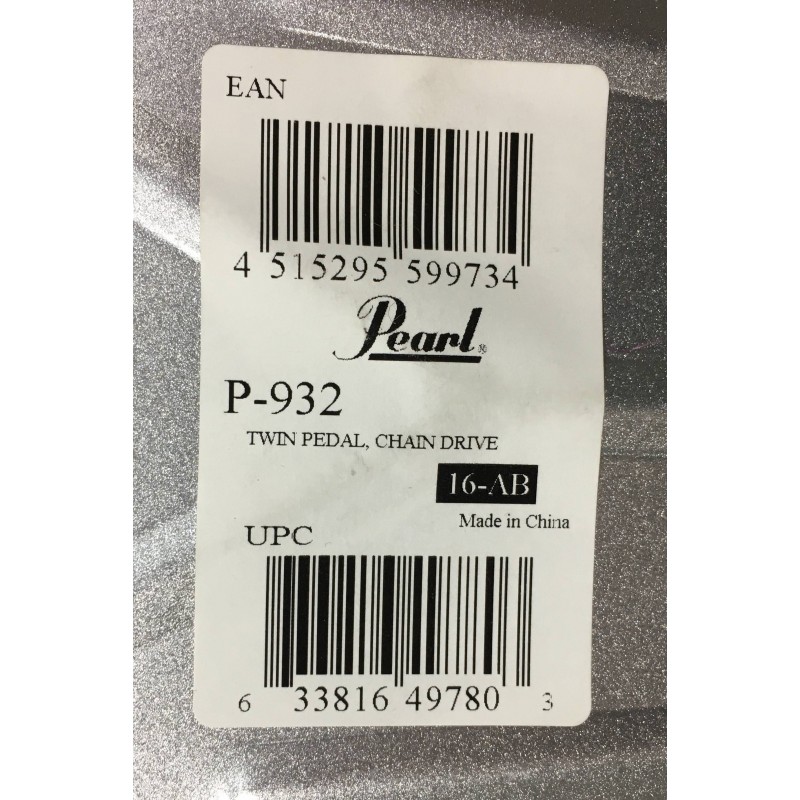 EAN
4 515295 599734
Pearl®
P-932
TWIN PEDAL, CHAIN DRIVE
16-AB
Made in China
UPC
6 33816 49780 3